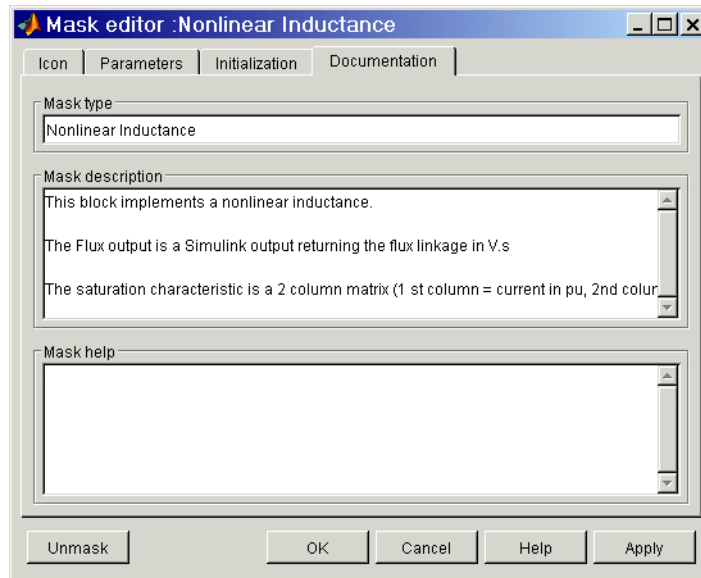 Mask editor :Nonlinear Inductance
Icon Parameters Initialization Documentation
Mask type
Nonlinear Inductance
Mask description
This block implements a nonlinear inductance.
The Flux output is a Simulink output returning the flux linkage in V.s
The saturation characteristic is a 2 column matrix (1 st column = current in pu, 2nd
Mask help
Unmask OK Cancel Help Apply